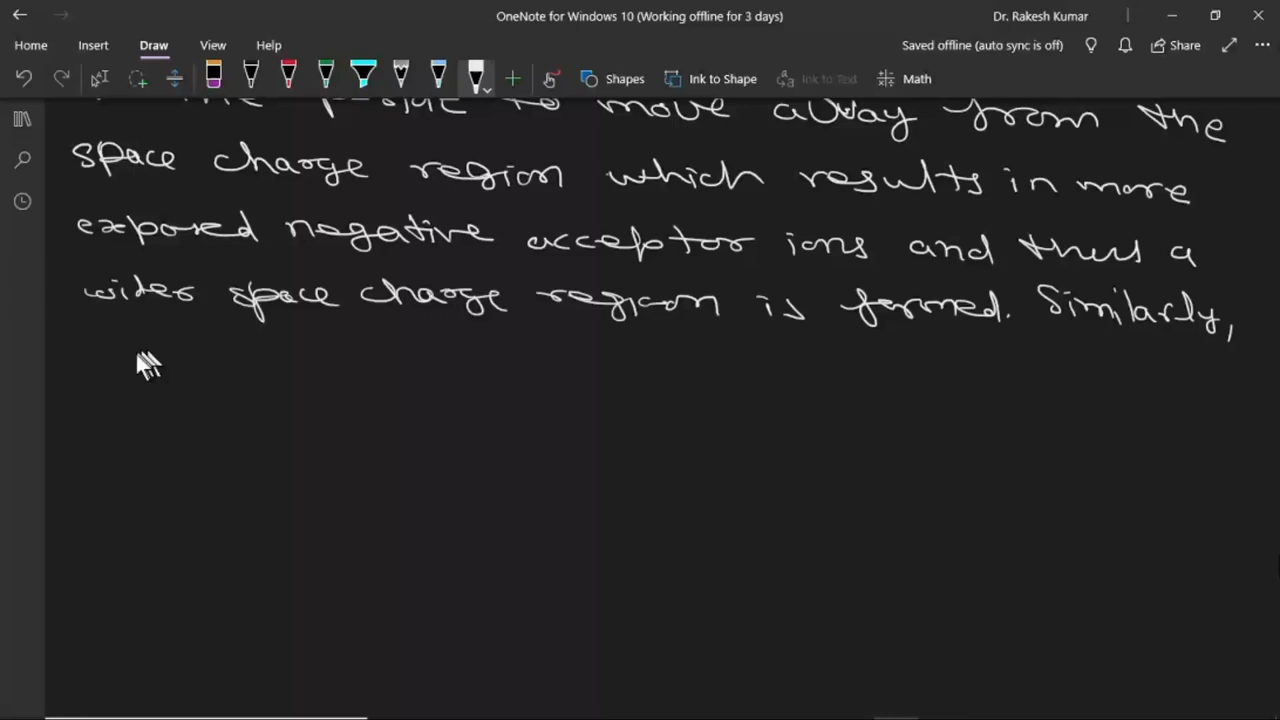 OneNote for Windows 10 (Working offline for 3 days)
Dr. Rakesh Kumar
Home Insert Draw View Help
Saved offline (auto sync is off)
Share
Shapes
Ink to Shape
Ink to Text
Math
the to move away from the
space charge region which results in more
exposed negative acceptor ions and thus a
wider space charge region is formed. Similarly,